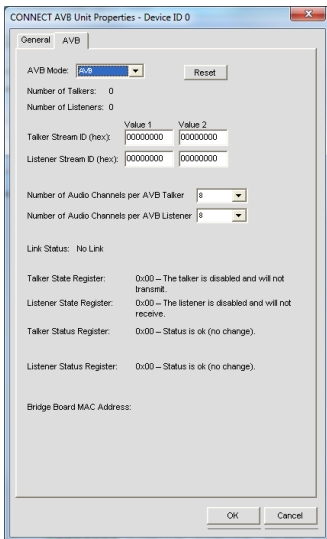 CONNECT AVB Unit Properties - Device ID 0
General AVB
AVB Mode: AVB Reset
Number of Talkers: 0
Number of Listeners: 0
Value 1 Value 2
Talker Stream ID (hex): 00000000 00000000
Listener Stream ID (hex): 00000000 00000000
Number of Audio Channels per AVB Talker 8
Number of Audio Channels per AVB Listener 8
Link Status: No Link
Talker State Register: 0x00 – The talker is disabled and will not
transmit.
Listener State Register: 0x00 – The listener is disabled and will not
receive.
Talker Status Register: 0x00 – Status is ok (no change).
Listener Status Register: 0x00 – Status is ok (no change).
Bridge Board MAC Address:
OK Cancel